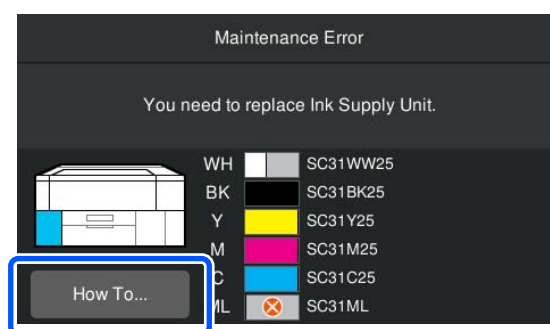 Maintenance Error
You need to replace Ink Supply Unit.
WH SC31WW25
BK SC31BK25
Y SC31Y25
M SC31M25
C SC31C25
ML SC31ML
How To...